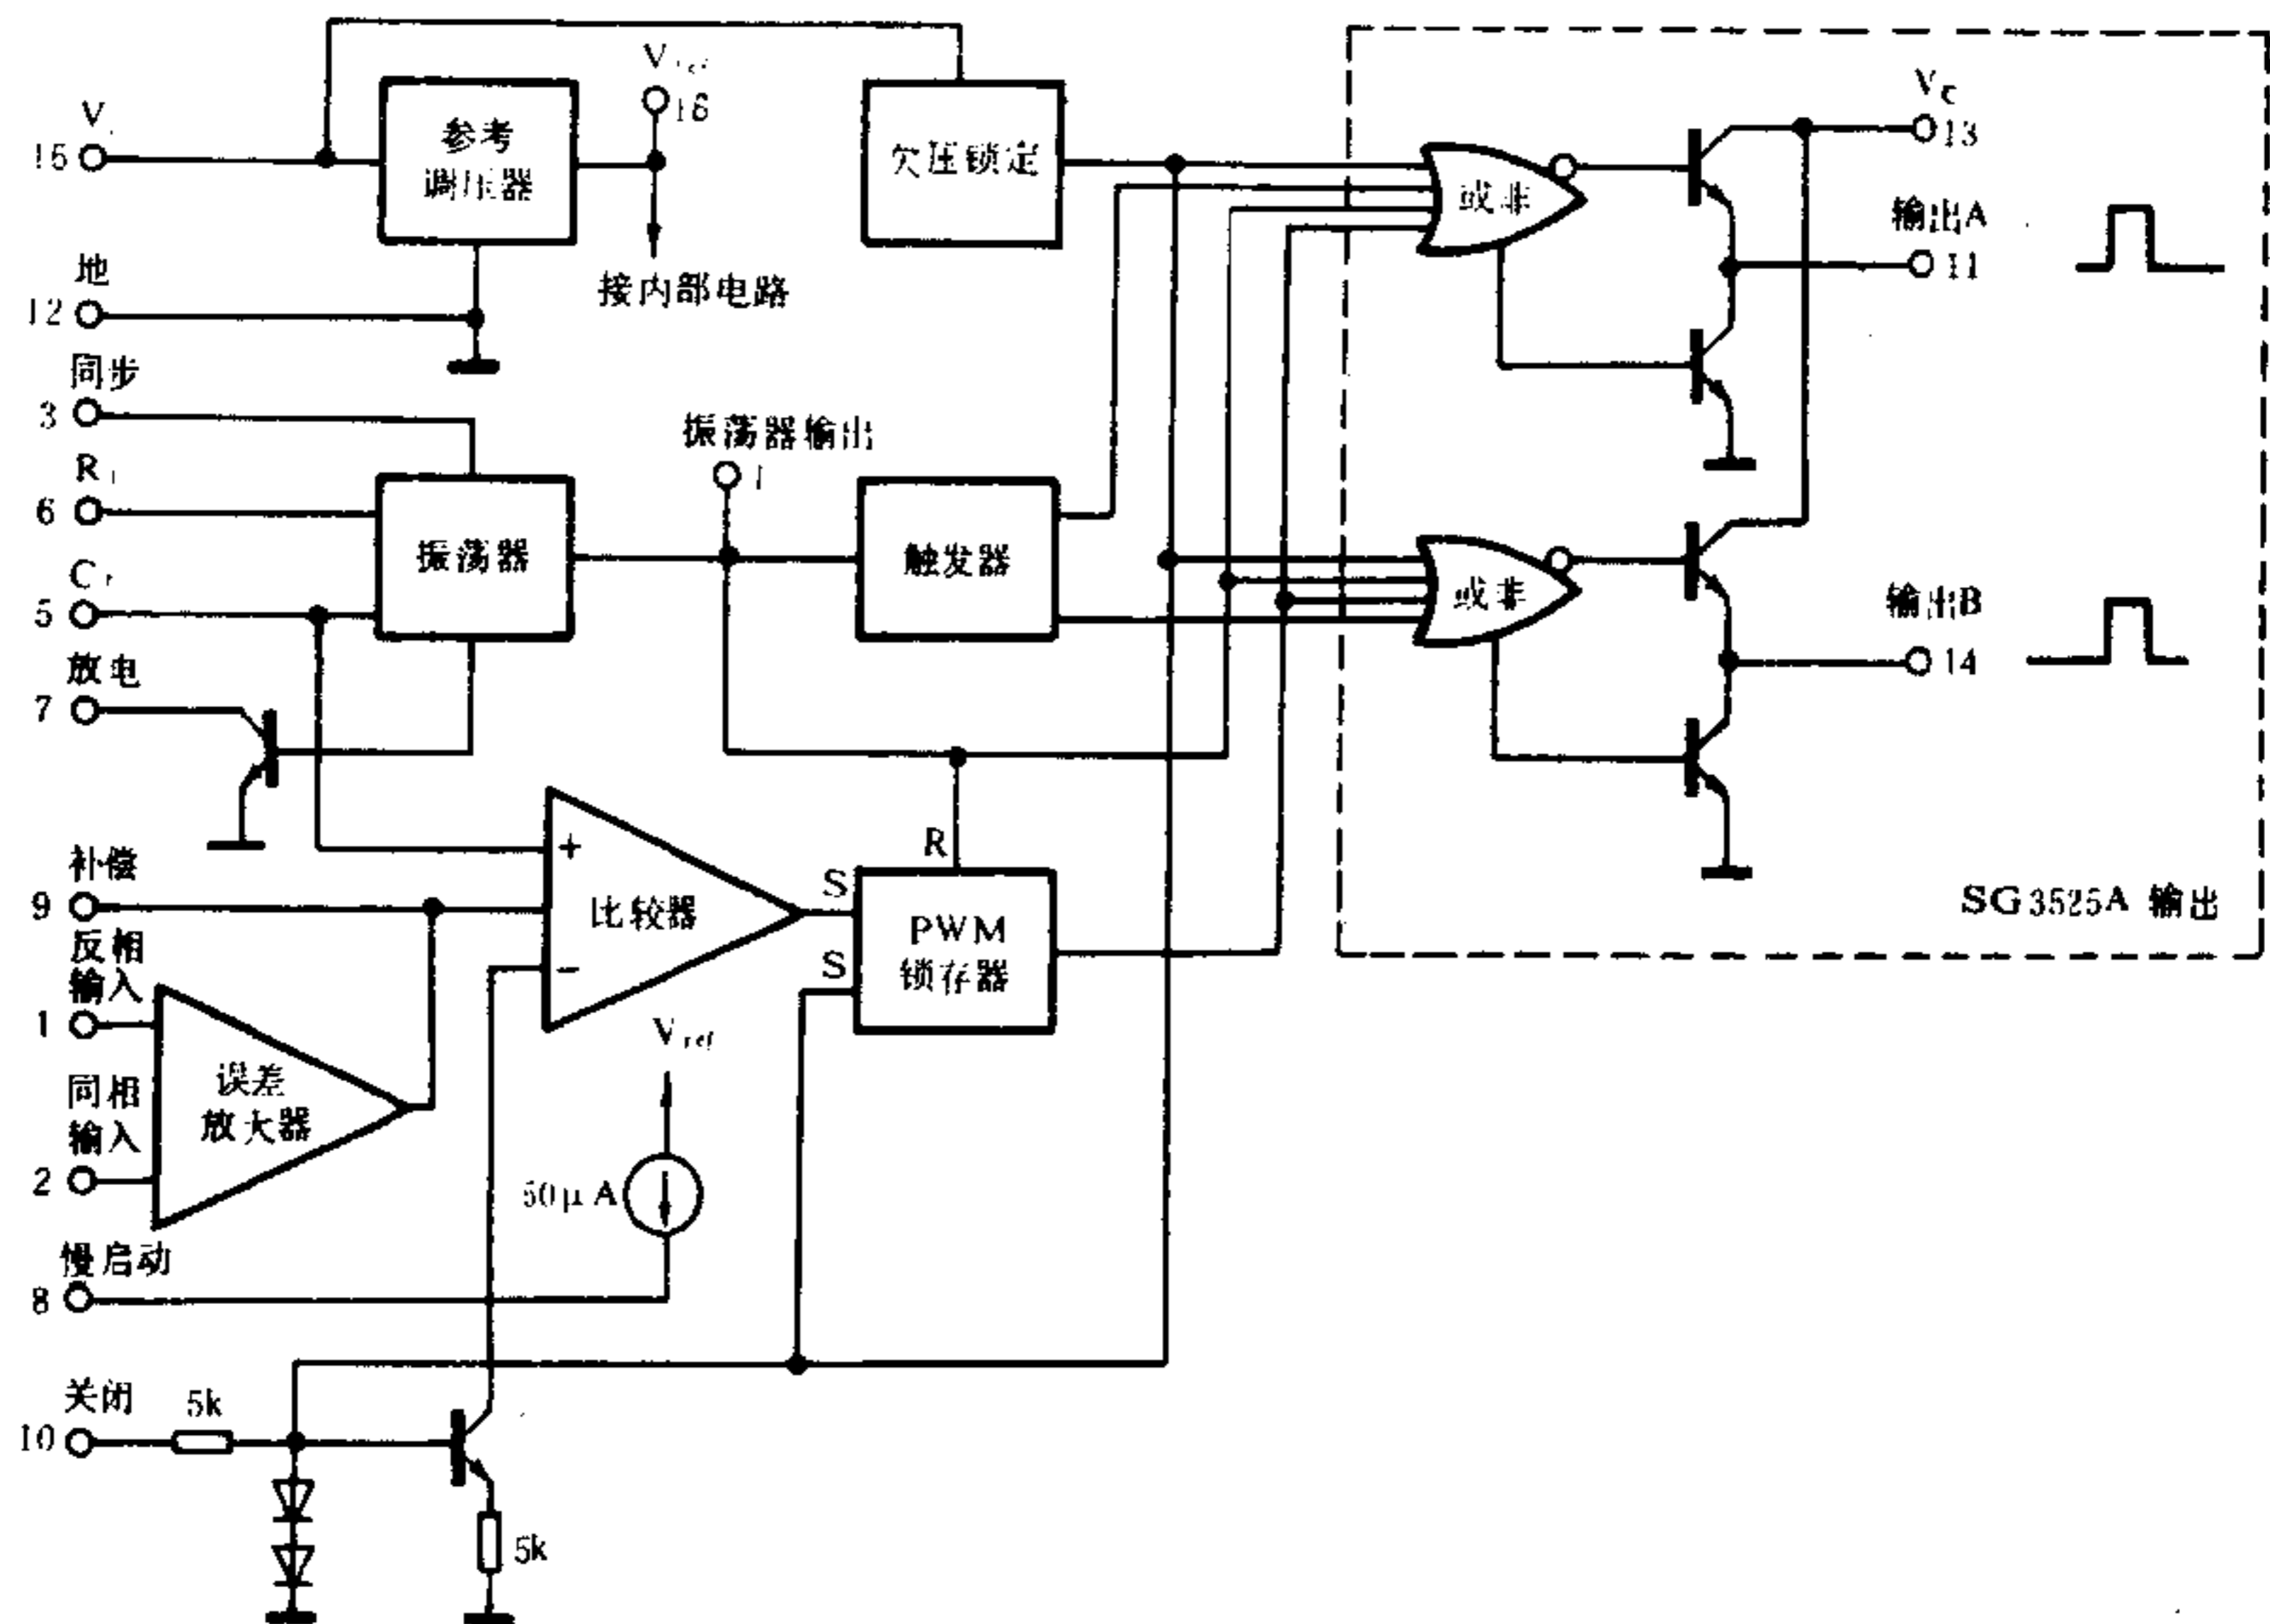 V
15
参考
调压器
16
接内部电路
欠压锁定
地
12
同步
3
R
6
C
5
放电
7
振荡器
振荡器输出
触发器
或非
或非
V_C
13
输出A
11
输出B
14
SG3525A 输出
补偿
9
反相
输入
1
同相
输入
2
误差
放大器
+
比较器
−
R
S
S
PWM
锁存器
V_ref
50μA
慢启动
8
关闭
10
5k
5k